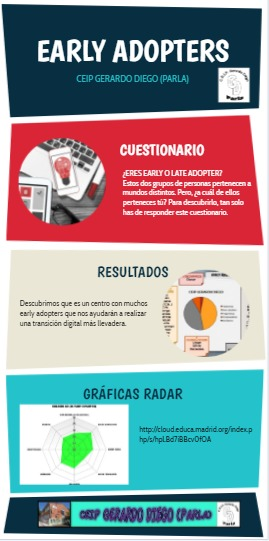 EARLY ADOPTERS
CEIP GERARDO DIEGO (PARLA)
CUESTIONARIO
¿ERES EARLY O LATE ADOPTER?
Estos dos grupos de personas pertenecen a
mundos distintos. Pero, ¿a cuál de ellos
perteneces tú? Para descubrirlo, tan solo
has de responder este cuestionario.
RESULTADOS
Descubrimos que es un centro con muchos
early adopters que nos ayudarán a realizar
una transición digital más llevadera.
GRÁFICAS RADAR
http://cloud.educa.madrid.org/index.p
hp/s/hpLBd7iBBcv0fOA
CEIP GERARDO DIEGO (PARLA)